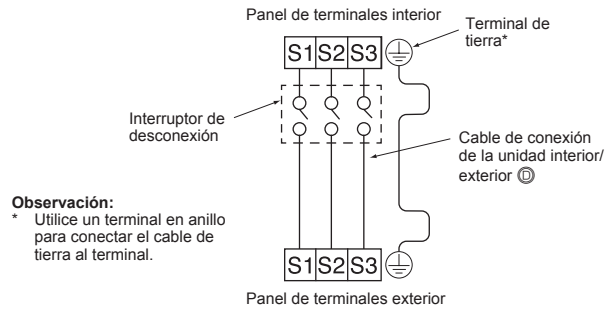 Panel de terminales interior
Terminal de
tierra*
S1 S2 S3
Interruptor de
desconexión
Cable de conexión
de la unidad interior/
exterior Ⓓ
Observación:
* Utilice un terminal en anillo
para conectar el cable de
tierra al terminal.
S1 S2 S3
Panel de terminales exterior